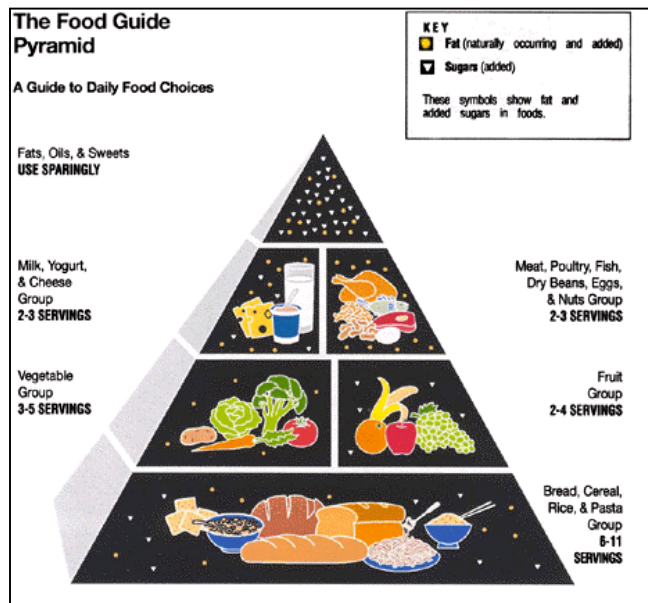 The Food Guide
Pyramid
A Guide to Daily Food Choices
KEY
Fat (naturally occurring and added)
Sugars (added)
These symbols show fat and
added sugars in foods.
Fats, Oils, & Sweets
USE SPARINGLY
Milk, Yogurt,
& Cheese
Group
2-3 SERVINGS
Meat, Poultry, Fish,
Dry Beans, Eggs,
& Nuts Group
2-3 SERVINGS
Vegetable
Group
3-5 SERVINGS
Fruit
Group
2-4 SERVINGS
Bread, Cereal,
Rice, & Pasta
Group
6-11
SERVINGS